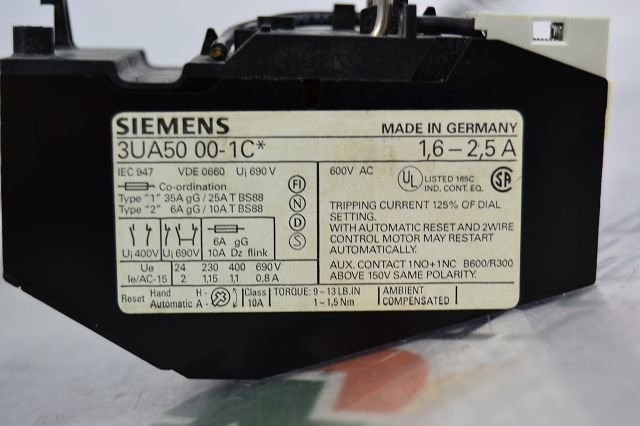 SIEMENS MADE IN GERMANY
3UA50 00-1C* 1,6 – 2,5 A
IEC 947 VDE 0660 Ui 690 V
Co-ordination
Type "1" 35A gG / 25A T BS88
Type "2" 6A gG / 10A T BS88
Ui 400V Ui 690V 6A gG
10A Dz flink
Ue 24 230 400 690 V
Ie/AC-15 2 1,15 1,1 0,8 A
FI
N
D
S
600V AC
UL LISTED 165C
IND. CONT. EQ.
SA
TRIPPING CURRENT 125% OF DIAL
SETTING.
WITH AUTOMATIC RESET AND 2WIRE
CONTROL MOTOR MAY RESTART
AUTOMATICALLY.
AUX. CONTACT 1NO+1NC B600/R300
ABOVE 150V SAME POLARITY.
Reset Hand H -
Automatic A -
Class
10A
TORQUE: 9 – 13 LB.IN
1 – 1,5 Nm
AMBIENT
COMPENSATED